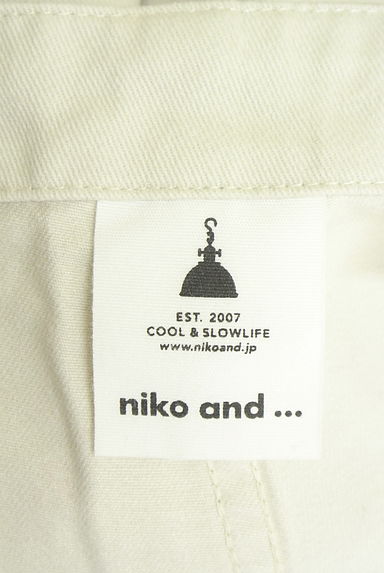 EST. 2007
COOL & SLOWLIFE
www.nikoand.jp
niko and ...